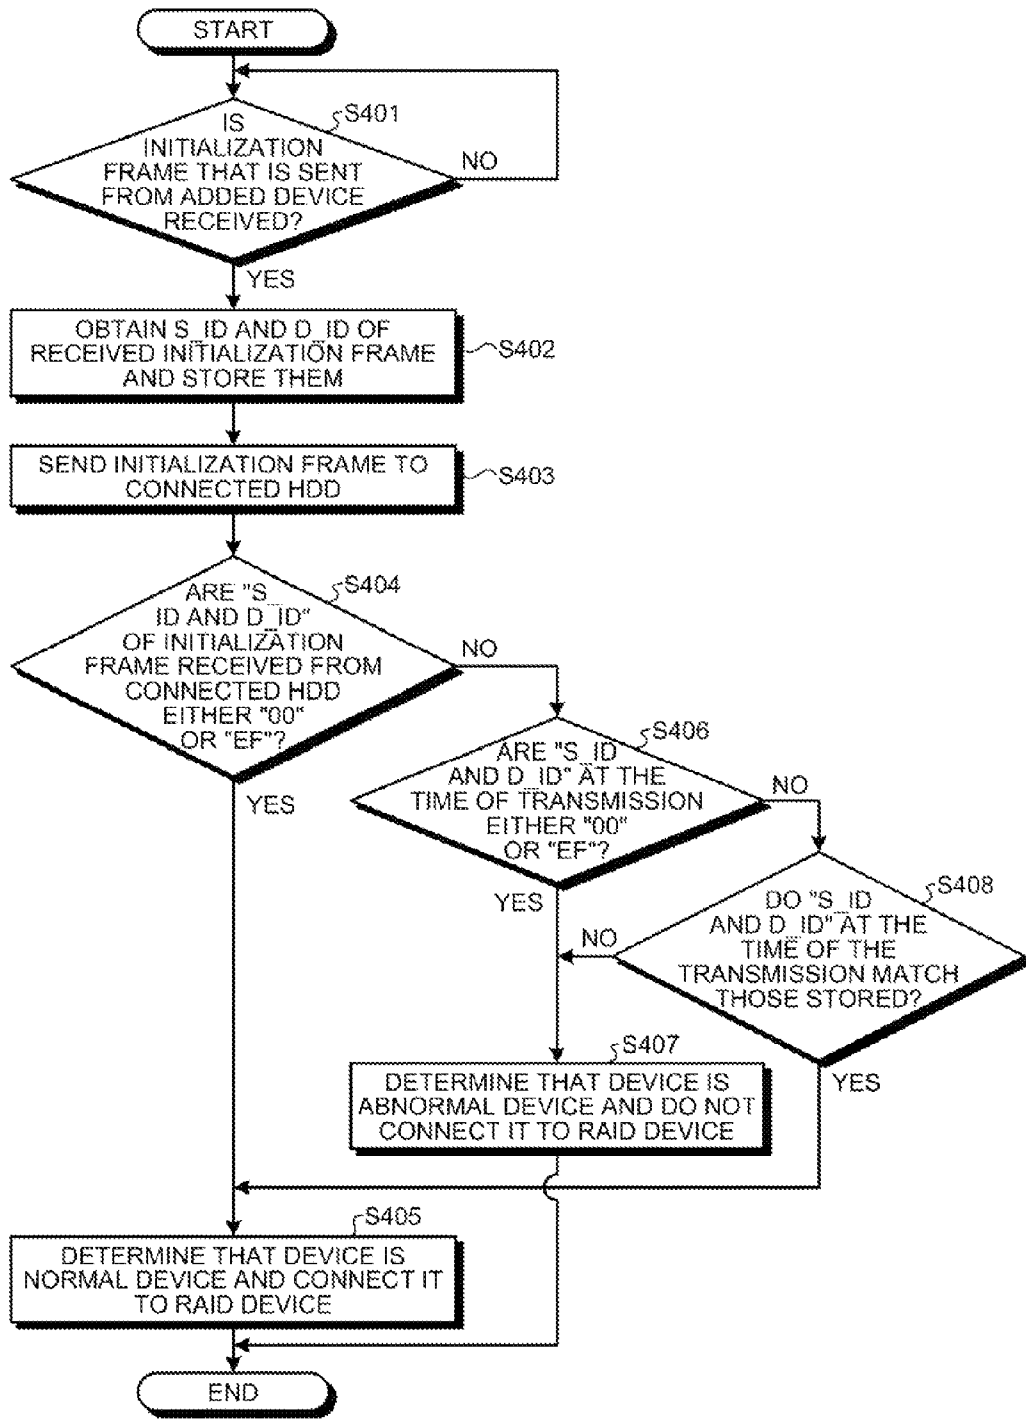 START
S401
IS
INITIALIZATION
FRAME THAT IS SENT
FROM ADDED DEVICE
RECEIVED?
NO
YES
OBTAIN S_ID AND D_ID OF
RECEIVED INITIALIZATION FRAME
AND STORE THEM
S402
SEND INITIALIZATION FRAME TO
CONNECTED HDD
S403
S404
ARE "S_
ID AND D_ID"
OF INITIALIZATION
FRAME RECEIVED FROM
CONNECTED HDD
EITHER "00"
OR "EF"?
NO
YES
S406
ARE "S_ID
AND D_ID" AT THE
TIME OF TRANSMISSION
EITHER "00"
OR "EF"?
NO
YES
S408
DO "S_ID
AND D_ID" AT THE
TIME OF THE
TRANSMISSION MATCH
THOSE STORED?
NO
YES
S407
DETERMINE THAT DEVICE IS
ABNORMAL DEVICE AND DO NOT
CONNECT IT TO RAID DEVICE
S405
DETERMINE THAT DEVICE IS
NORMAL DEVICE AND CONNECT IT
TO RAID DEVICE
END